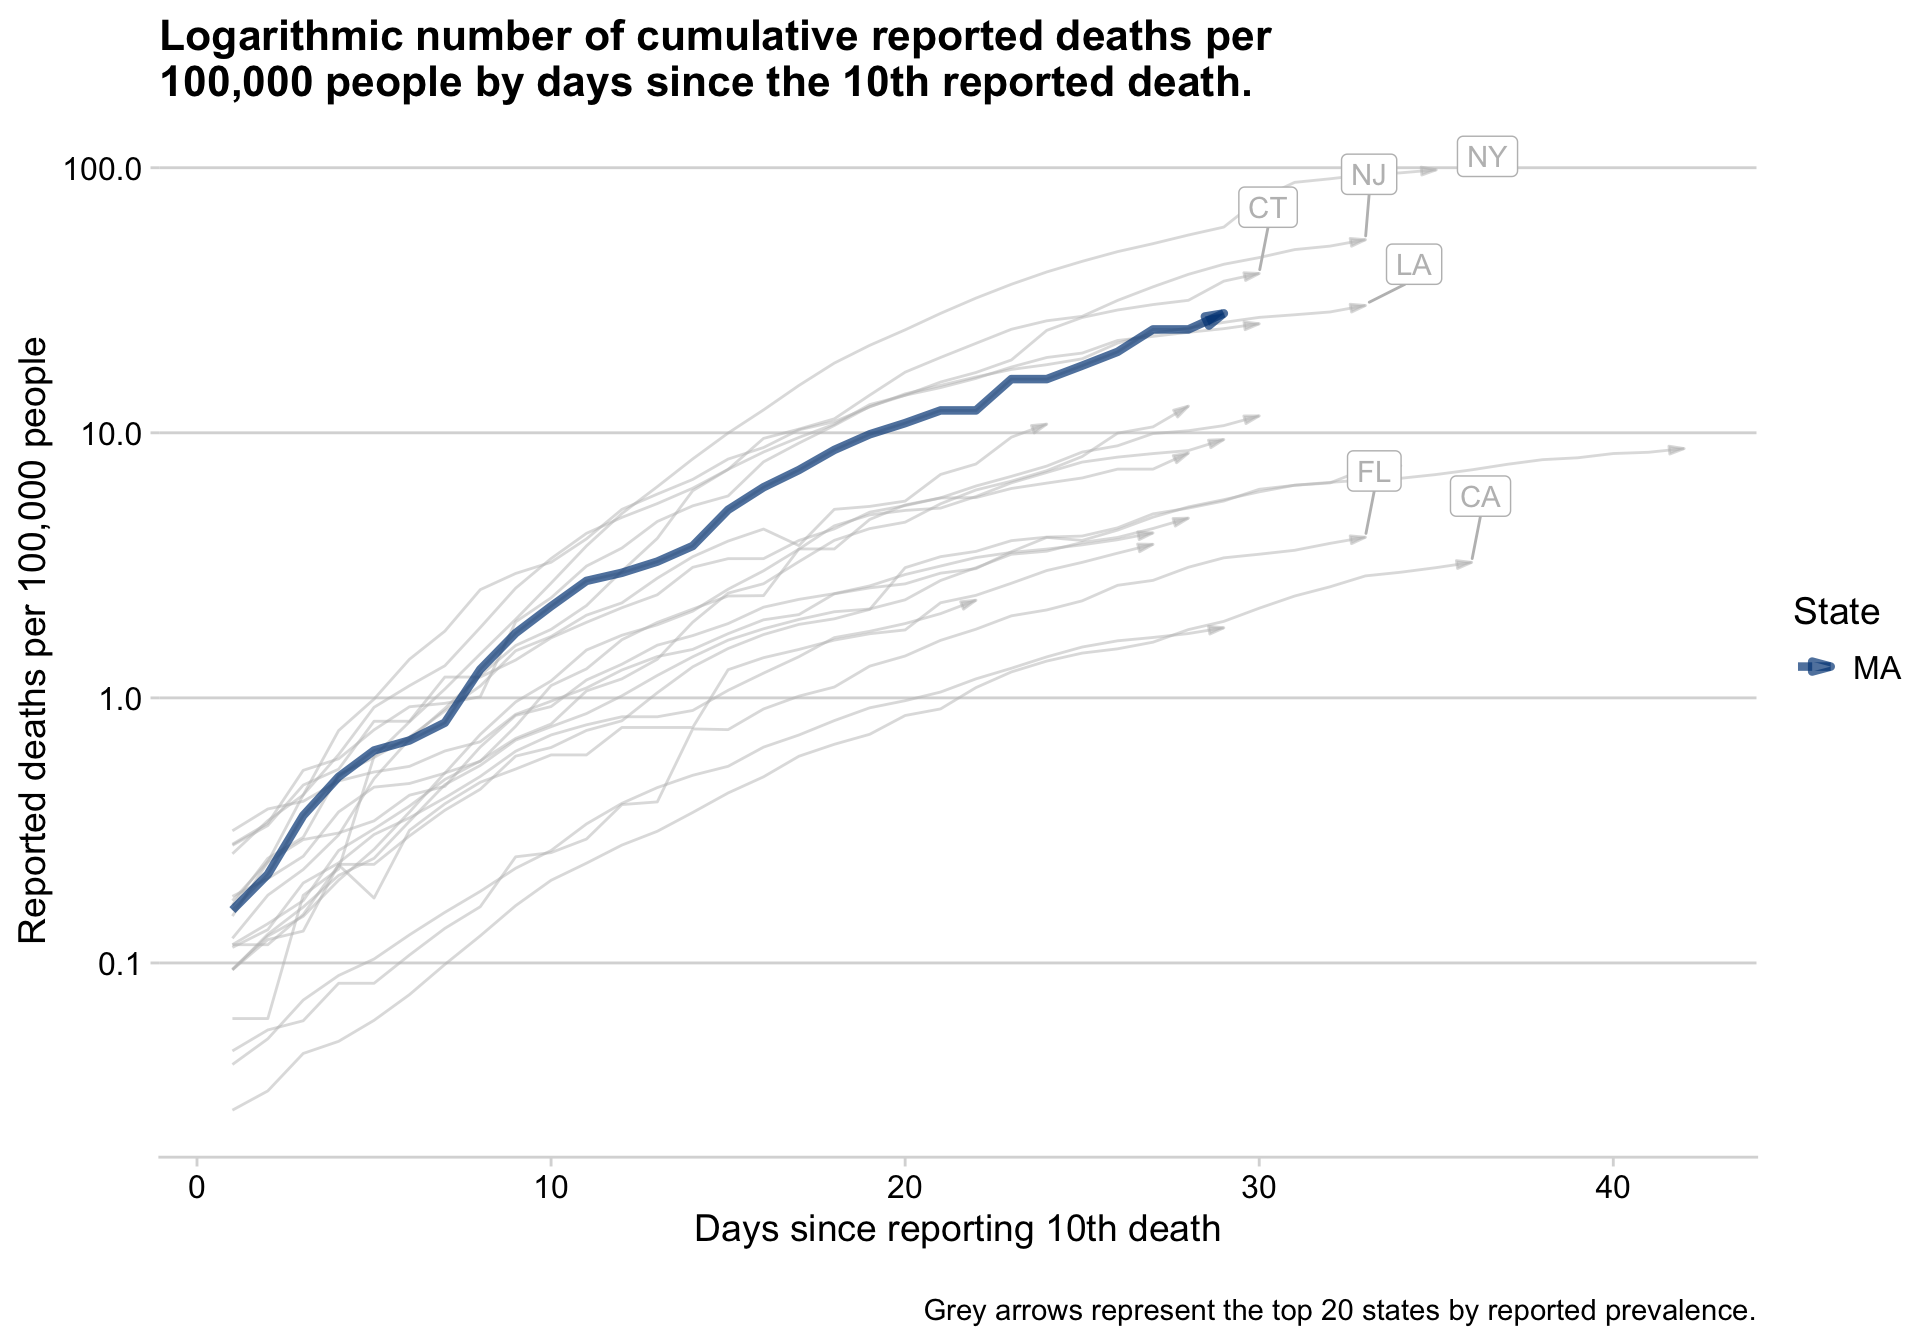 Logarithmic number of cumulative reported deaths per
100,000 people by days since the 10th reported death.
100.0
10.0
1.0
0.1
Reported deaths per 100,000 people
NY
NJ
CT
LA
FL
CA
State
MA
0 10 20 30 40
Days since reporting 10th death
Grey arrows represent the top 20 states by reported prevalence.